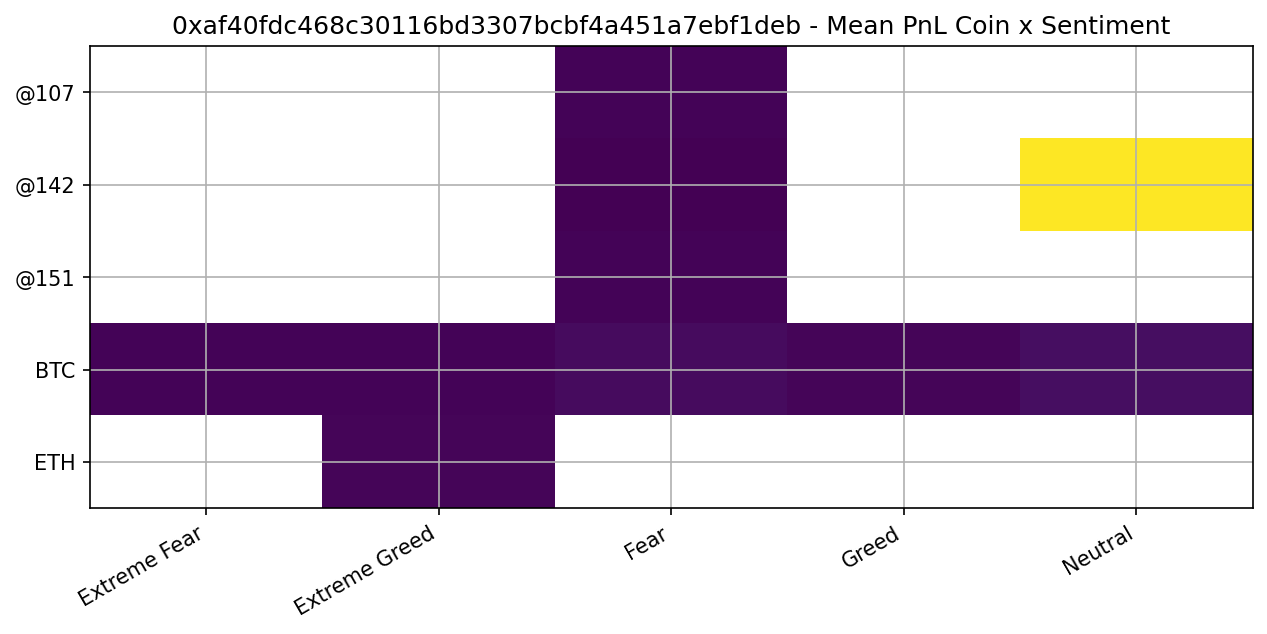 0xaf40fdc468c30116bd3307bcbf4a451a7ebf1deb - Mean PnL Coin x Sentiment
@107
@142
@151
BTC
ETH
Extreme Fear
Extreme Greed
Fear
Greed
Neutral